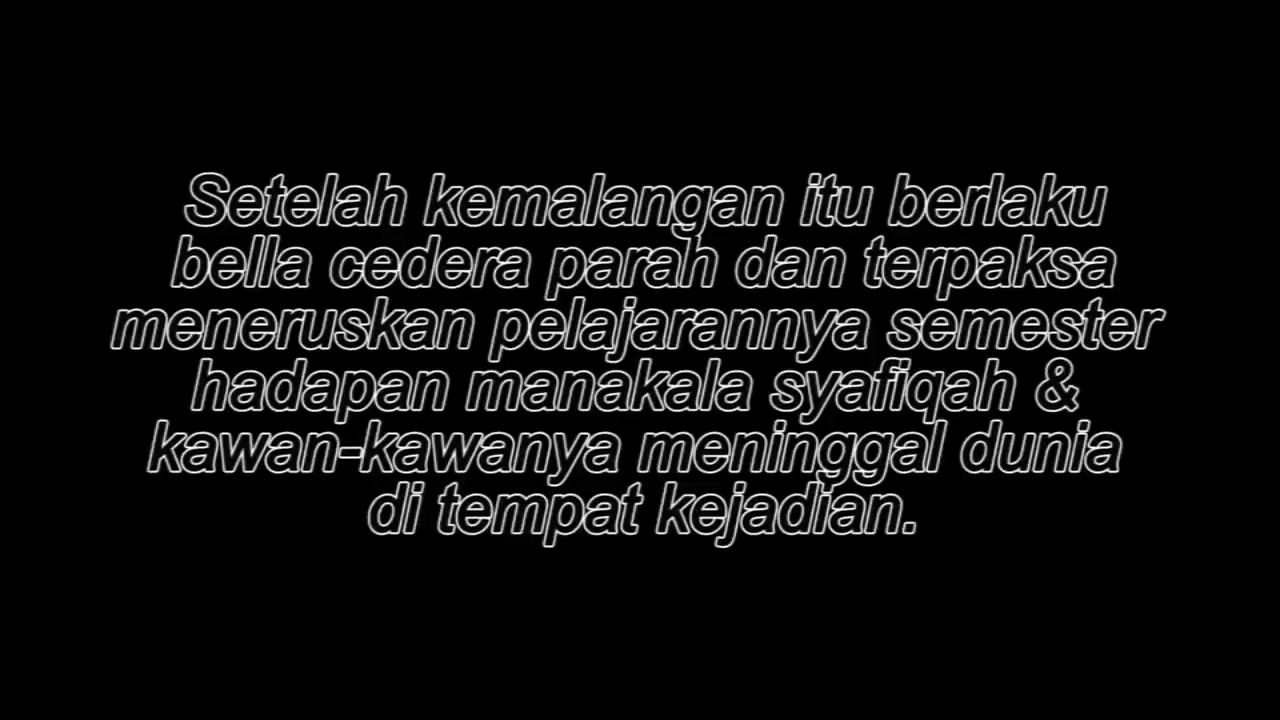 Setelah kemalangan itu berlaku
bella cedera parah dan terpaksa
meneruskan pelajarannya semester
hadapan manakala syafiqah &
kawan-kawanya meninggal dunia
di tempat kejadian.